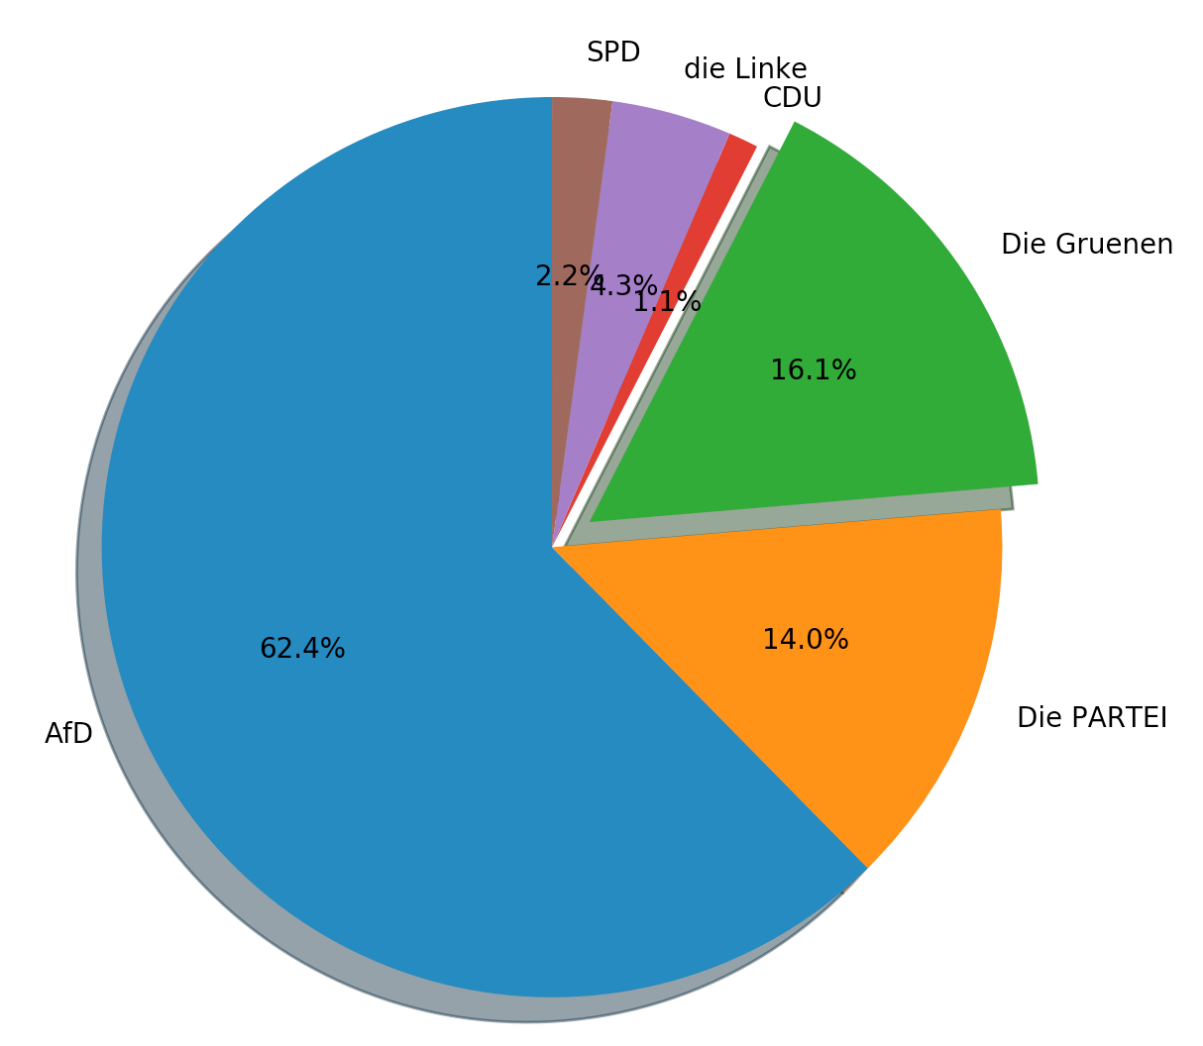 SPD
die Linke
CDU
Die Gruenen
2.2%
4.3%
1.1%
16.1%
14.0%
62.4%
Die PARTEI
AfD